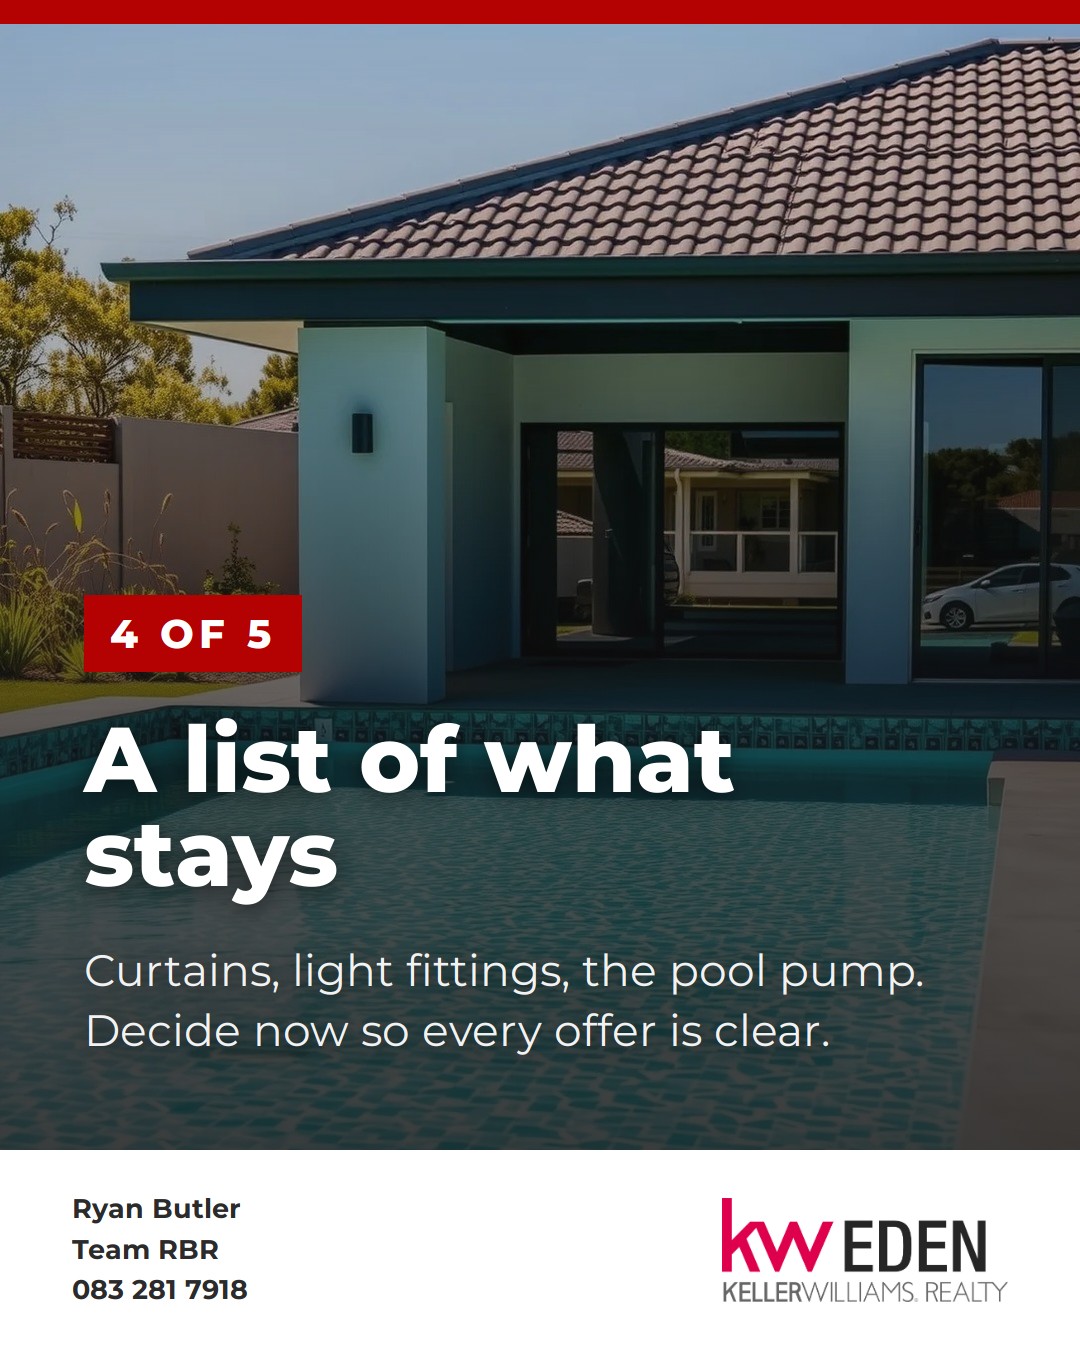 4 OF 5
A list of what
stays
Curtains, light fittings, the pool pump.
Decide now so every offer is clear.
Ryan Butler
Team RBR
083 281 7918
kw EDEN
KELLERWILLIAMS. REALTY